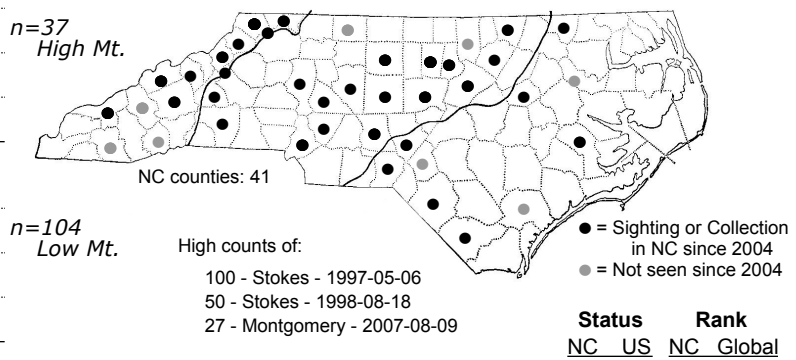 n=37
High Mt.
NC counties: 41
n=104
Low Mt.
High counts of:
100 - Stokes - 1997-05-06
50 - Stokes - 1998-08-18
27 - Montgomery - 2007-08-09
● = Sighting or Collection
in NC since 2004
● = Not seen since 2004
Status Rank
NC US NC Global